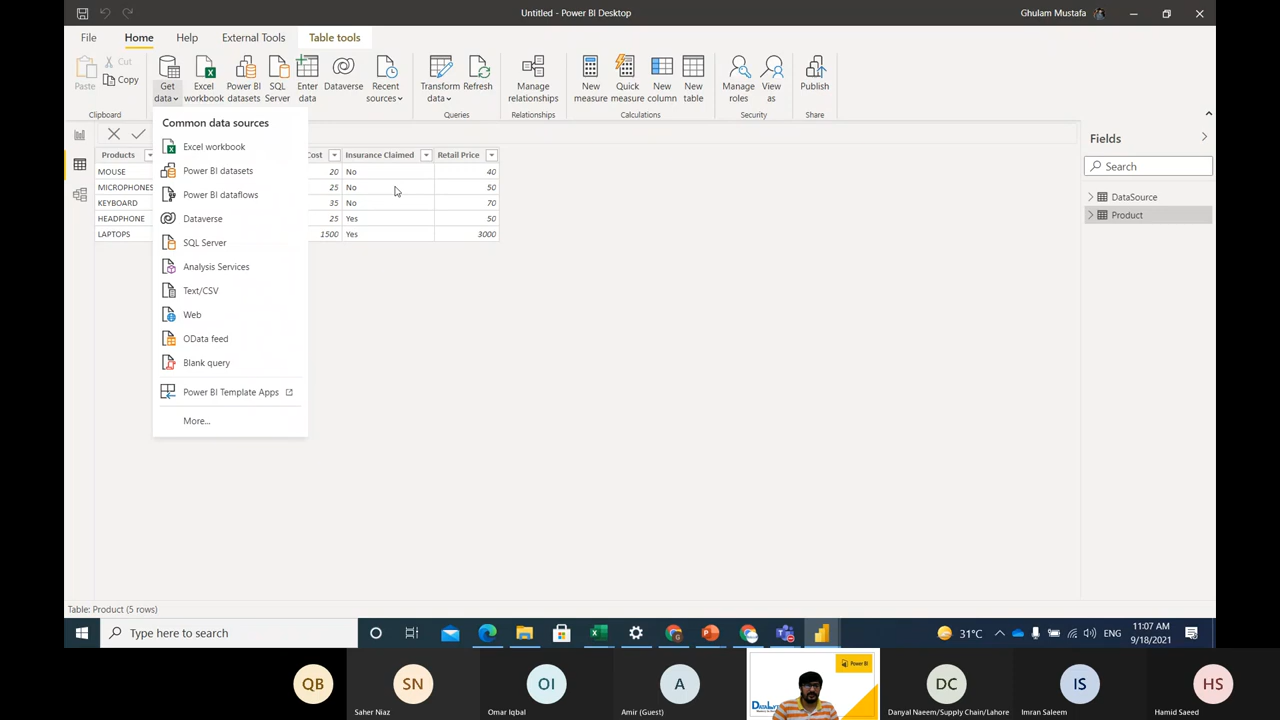 Untitled - Power BI Desktop
Ghulam Mustafa
File
Home
Help
External Tools
Table tools
Paste
Cut
Copy
Get data
Excel workbook
Power BI datasets
SQL Server
Enter data
Dataverse
Recent sources
Transform data
Refresh
Manage relationships
New measure
Quick measure
New column
New table
Manage roles
View as
Publish
Clipboard
Queries
Relationships
Calculations
Security
Share
Common data sources
Excel workbook
Power BI datasets
Power BI dataflows
Dataverse
SQL Server
Analysis Services
Text/CSV
Web
OData feed
Blank query
Power BI Template Apps
More...
Products Cost Insurance Claimed Retail Price
MOUSE 20 No 40
MICROPHONES 25 No 50
KEYBOARD 35 No 70
HEADPHONE 25 Yes 50
LAPTOPS 1500 Yes 3000
Fields
Search
DataSource
Product
Table: Product (5 rows)
Type here to search
31°C
ENG
11:07 AM
9/18/2021
QB
SN
OI
A
Power BI
DC
IS
HS
Saher Niaz
Omar Iqbal
Amir (Guest)
Danyal Naeem/Supply Chain/Lahore
Imran Saleem
Hamid Saeed